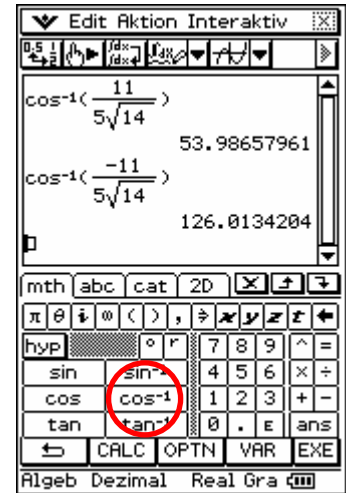 Edit Aktion Interaktiv
cos⁻¹(11/5√14)
53.98657961
cos⁻¹(-11/5√14)
126.0134204
mth abc cat 2D
π θ i ∞ ( ) , ⇒ x y z t ←
hyp ° r 7 8 9 ^ =
sin sin⁻¹ 4 5 6 × ÷
cos cos⁻¹ 1 2 3 + −
tan tan⁻¹ 0 . E ans
CALC OPTN VAR EXE
Algeb Dezimal Real Gra